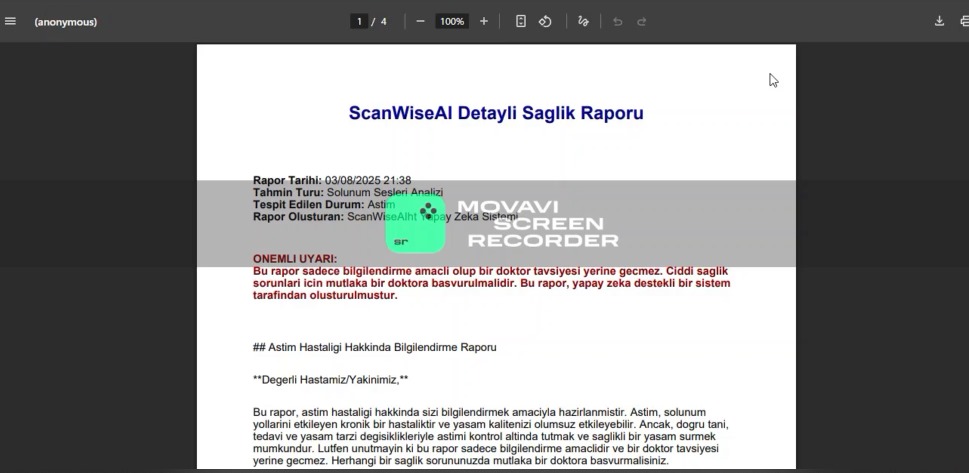 (anonymous)
1 / 4
100%
ScanWiseAI Detayli Saglik Raporu
Rapor Tarihi: 03/08/2025 21:38
Tahmin Turu: Solunum Sesleri Analizi
Tespit Edilen Durum: Astim
Rapor Olusturan: ScanWiseAIht Yapay Zeka Sistemi
sr
MOVAVI
SCREEN
RECORDER
ONEMLI UYARI:
Bu rapor sadece bilgilendirme amacli olup bir doktor tavsiyesi yerine gecmez. Ciddi saglik
sorunlari icin mutlaka bir doktora basvurulmalidir. Bu rapor, yapay zeka destekli bir sistem
tarafindan olusturulmustur.
## Astim Hastaligi Hakkinda Bilgilendirme Raporu
**Degerli Hastamiz/Yakinimiz,**
Bu rapor, astim hastaligi hakkinda sizi bilgilendirmek amaciyla hazirlanmistir. Astim, solunum
yollarini etkileyen kronik bir hastaliktir ve yasam kalitenizi olumsuz etkileyebilir. Ancak, dogru tani,
tedavi ve yasam tarzi degisiklikleriyle astimi kontrol altinda tutmak ve saglikli bir yasam surmek
mumkundur. Lutfen unutmayin ki bu rapor sadece bilgilendirme amaclidir ve bir doktor tavsiyesi
yerine gecmez. Herhangi bir saglik sorununuzda mutlaka bir doktora basvurmalisiniz.